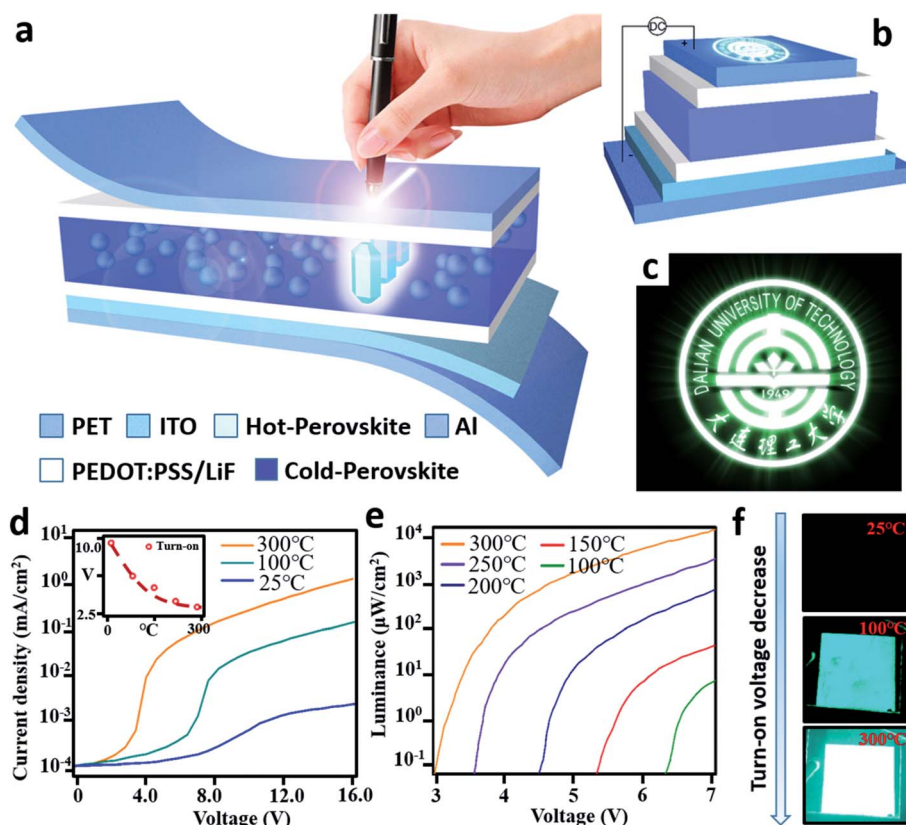 a
b
DC
+
-
c
DALIAN UNIVERSITY OF TECHNOLOGY
1949
大连理工大学
PET
ITO
Hot-Perovskite
Al
PEDOT:PSS/LiF
Cold-Perovskite
d
Current density (mA/cm²)
10¹
10⁰
10⁻¹
10⁻²
10⁻³
10⁻⁴
10.0
V
2.5
0
°C
300
Turn-on
300°C
100°C
25°C
0
4.0
8.0
12.0
16.0
Voltage (V)
e
Luminance (μW/cm²)
10⁴
10³
10²
10¹
10⁰
10⁻¹
300°C
250°C
200°C
150°C
100°C
3
4
5
6
7
Voltage (V)
f
Turn-on voltage decrease
25°C
100°C
300°C